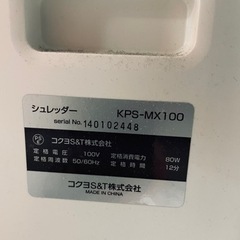 シュレッダー KPS-MX100
serial No. 140102448
PSE コクヨS&T株式会社
定格電圧 100V 定格消費電力 80W
定格周波数 50/60Hz 定格時間 12分
コクヨS&T株式会社
MADE IN CHINA